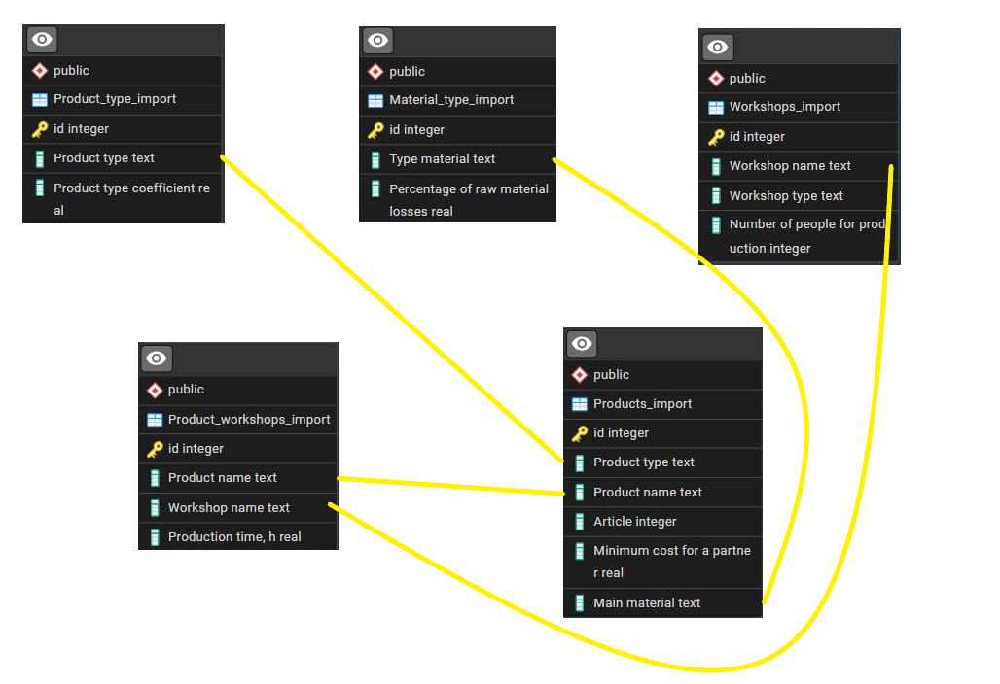 public
Product_type_import
id integer
Product type text
Product type coefficient re
al
public
Material_type_import
id integer
Type material text
Percentage of raw material
losses real
public
Workshops_import
id integer
Workshop name text
Workshop type text
Number of people for prod
uction integer
public
Product_workshops_import
id integer
Product name text
Workshop name text
Production time, h real
public
Products_import
id integer
Product type text
Product name text
Article integer
Minimum cost for a partne
r real
Main material text